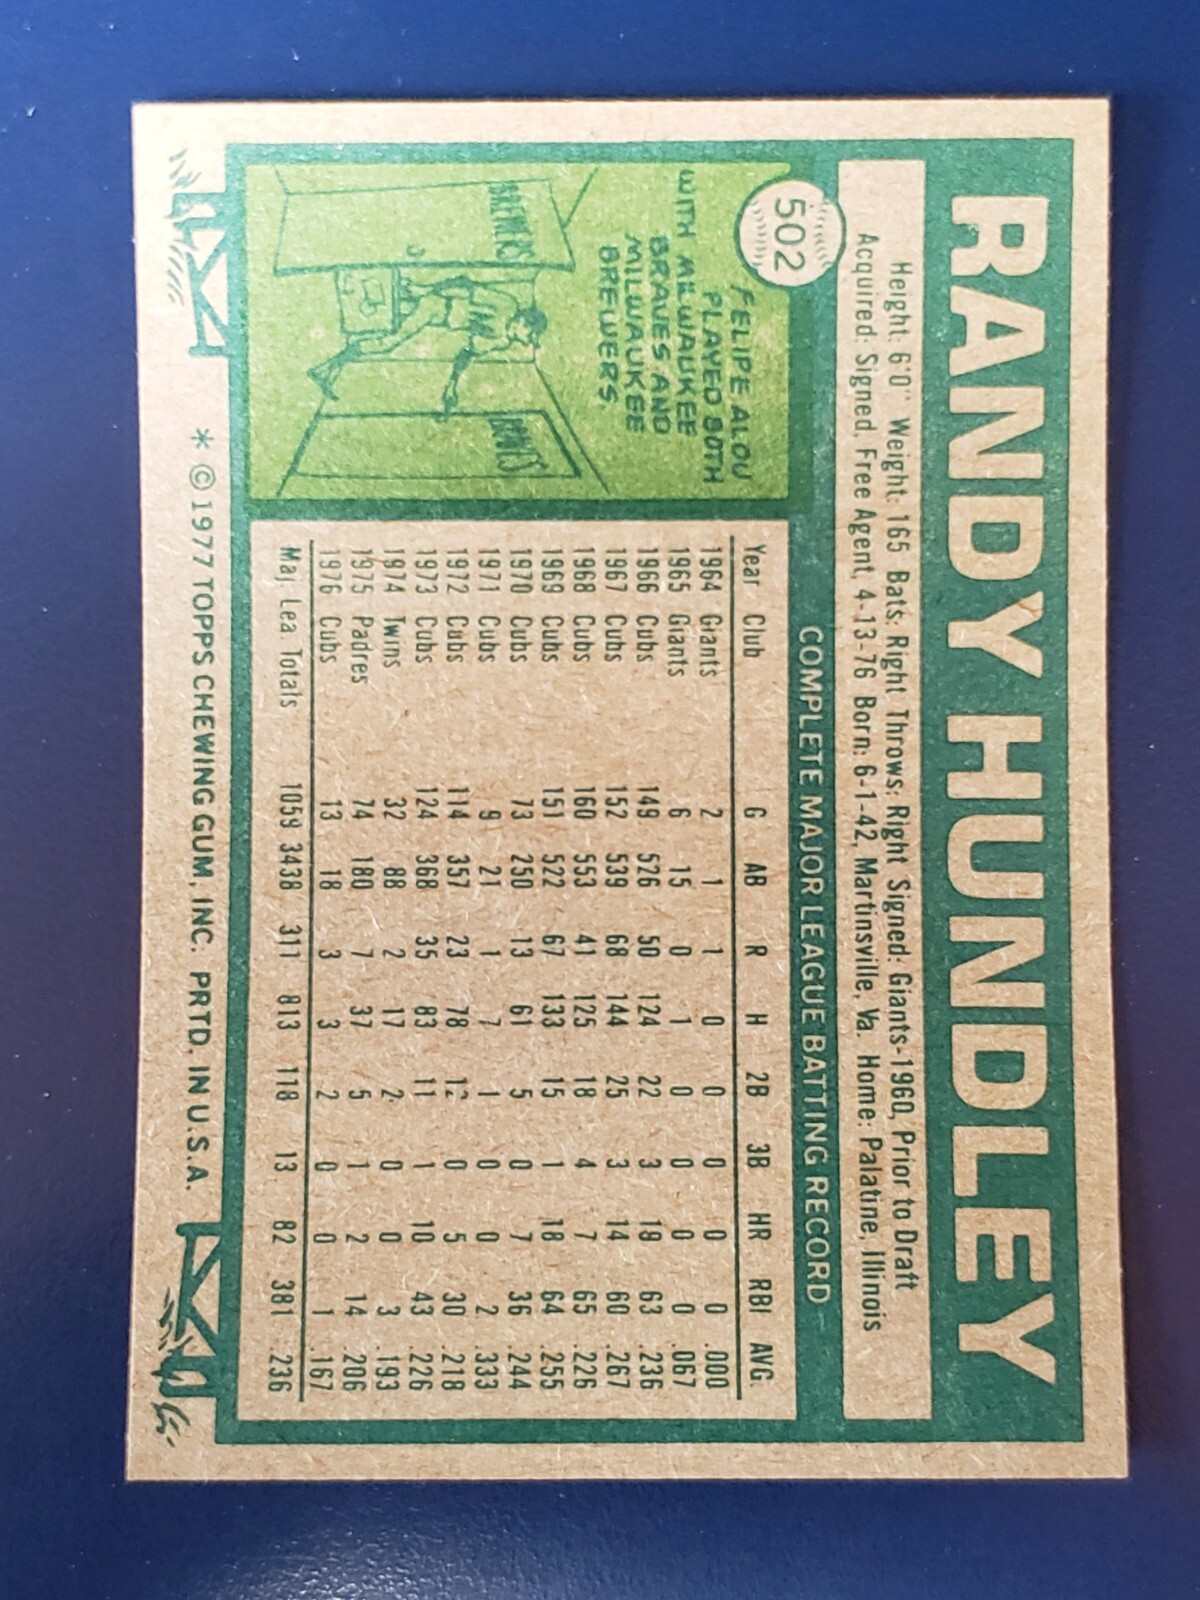 RANDY HUNDLEY
Height: 6'0" Weight: 165 Bats: Right Throws: Right Signed: Giants-1960, Prior to Draft
Acquired: Signed, Free Agent, 4-13-76 Born: 6-1-42, Martinsville, Va. Home: Palatine, Illinois
502
FELIPE ALOU
PLAYED BOTH
WITH MILWAUKEE
BRAVES AND
MILWAUKEE
BREWERS.
BREWERS
BRAVES
COMPLETE MAJOR LEAGUE BATTING RECORD
Year Club G AB R H 2B 3B HR RBI AVG.
1964 Giants 2 1 1 0 0 0 0 0 .000
1965 Giants 6 15 0 1 0 0 0 0 .067
1966 Cubs 149 526 50 124 22 3 19 63 .236
1967 Cubs 152 539 68 144 25 3 14 60 .267
1968 Cubs 160 553 41 125 18 4 7 65 .226
1969 Cubs 151 522 67 133 15 1 18 64 .255
1970 Cubs 73 250 13 61 5 0 7 36 .244
1971 Cubs 9 21 1 7 1 0 0 2 .333
1972 Cubs 114 357 23 78 12 0 5 30 .218
1973 Cubs 124 368 35 83 11 1 10 43 .226
1974 Twins 32 88 2 17 2 0 0 3 .193
1975 Padres 74 180 7 37 5 1 2 14 .206
1976 Cubs 13 18 3 3 2 0 0 1 .167
Maj. Lea. Totals 1059 3438 311 813 118 13 82 381 .236
* © 1977 TOPPS CHEWING GUM, INC. PRTD. IN U.S.A.